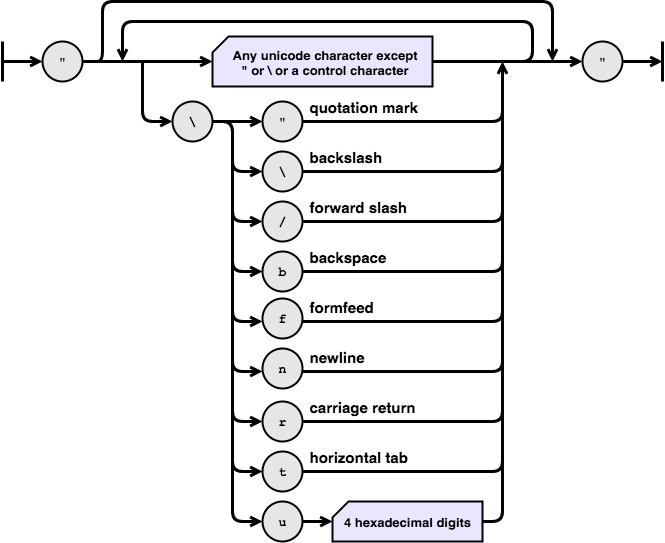 "
Any unicode character except
" or \ or a control character
"
\
" quotation mark
\ backslash
/ forward slash
b backspace
f formfeed
n newline
r carriage return
t horizontal tab
u 4 hexadecimal digits